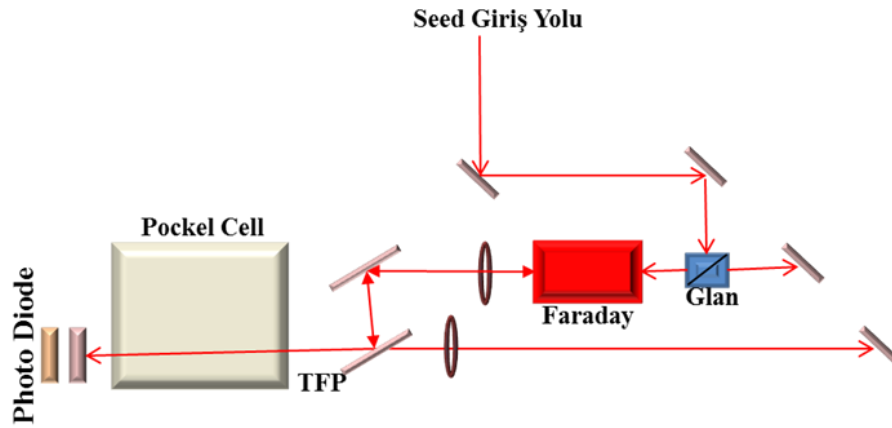 Seed Giriş Yolu
Pockel Cell
Glan
Faraday
TFP
Photo Diode